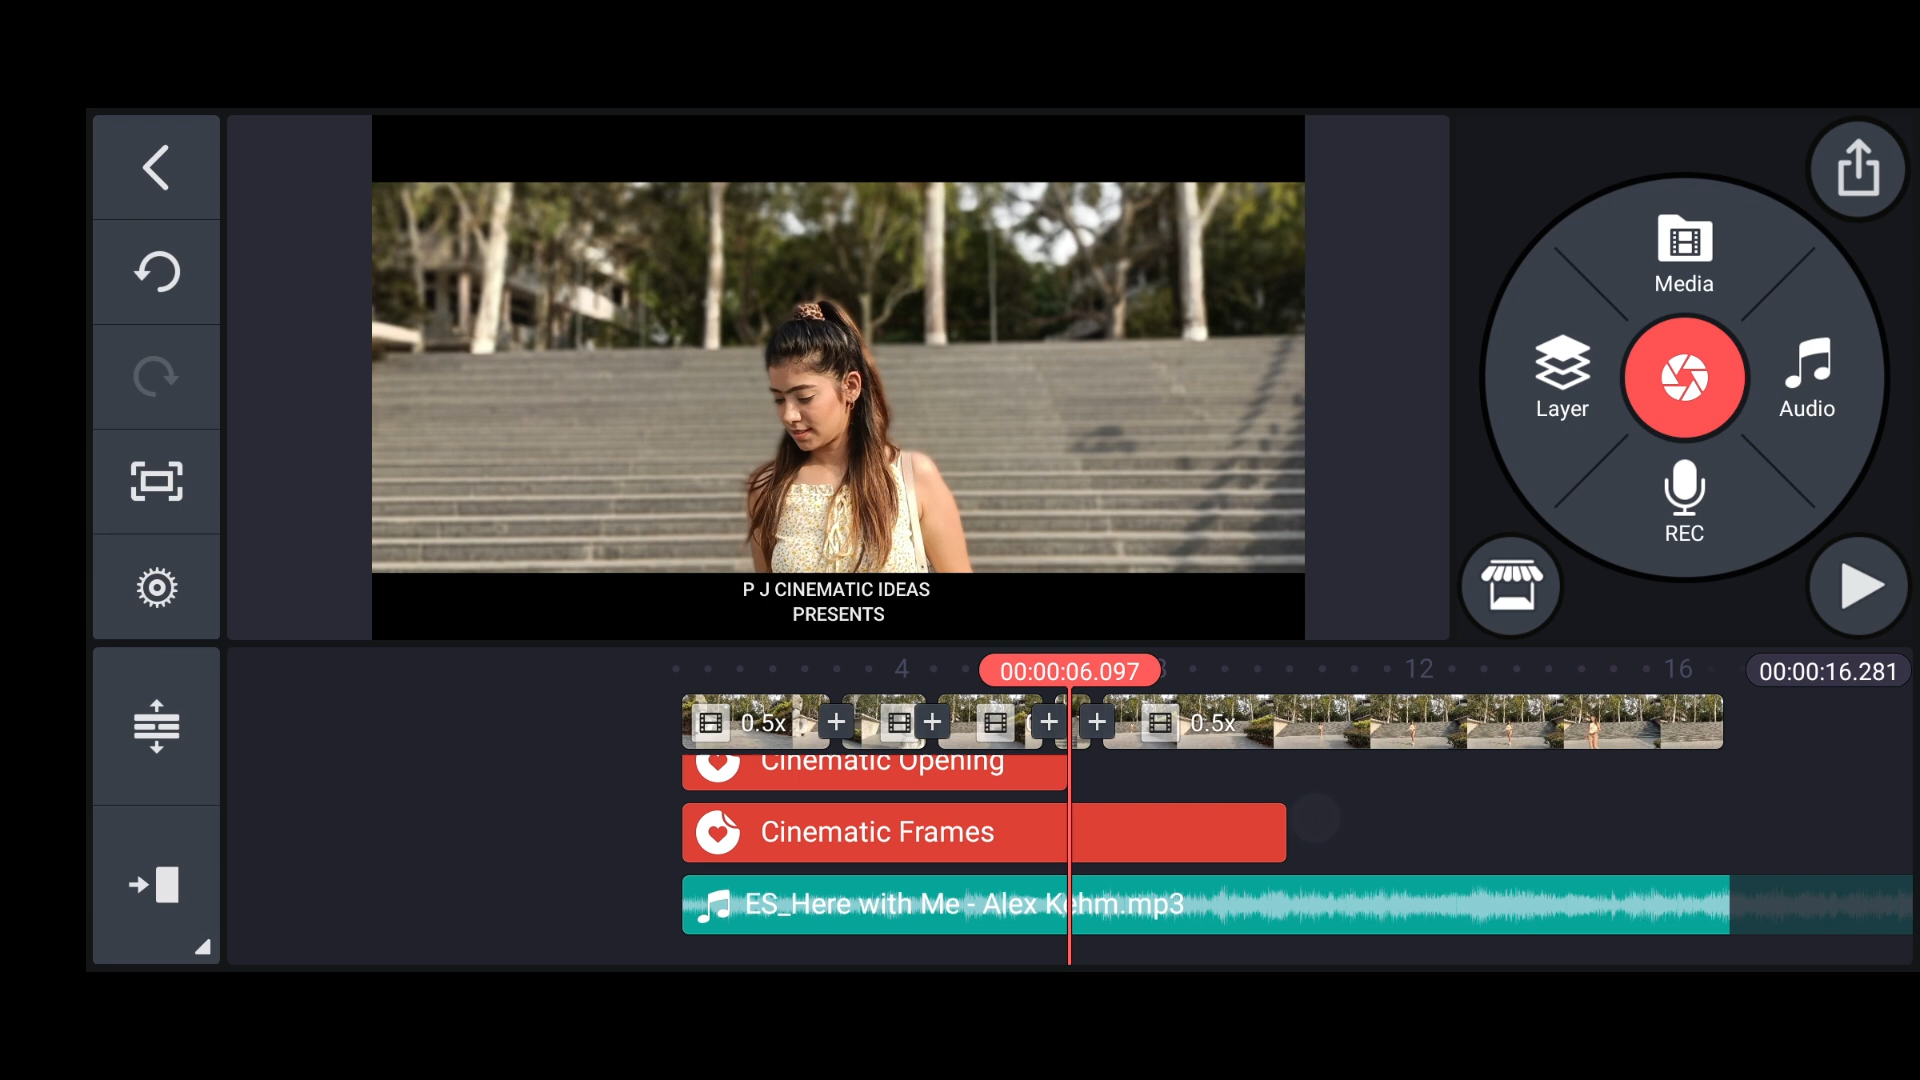 Media
Layer
Audio
REC
P J CINEMATIC IDEAS
PRESENTS
4
00:00:06.097
12
16
00:00:16.281
0.5x
0.5x
Cinematic Opening
Cinematic Frames
ES_Here with Me - Alex Kehm.mp3